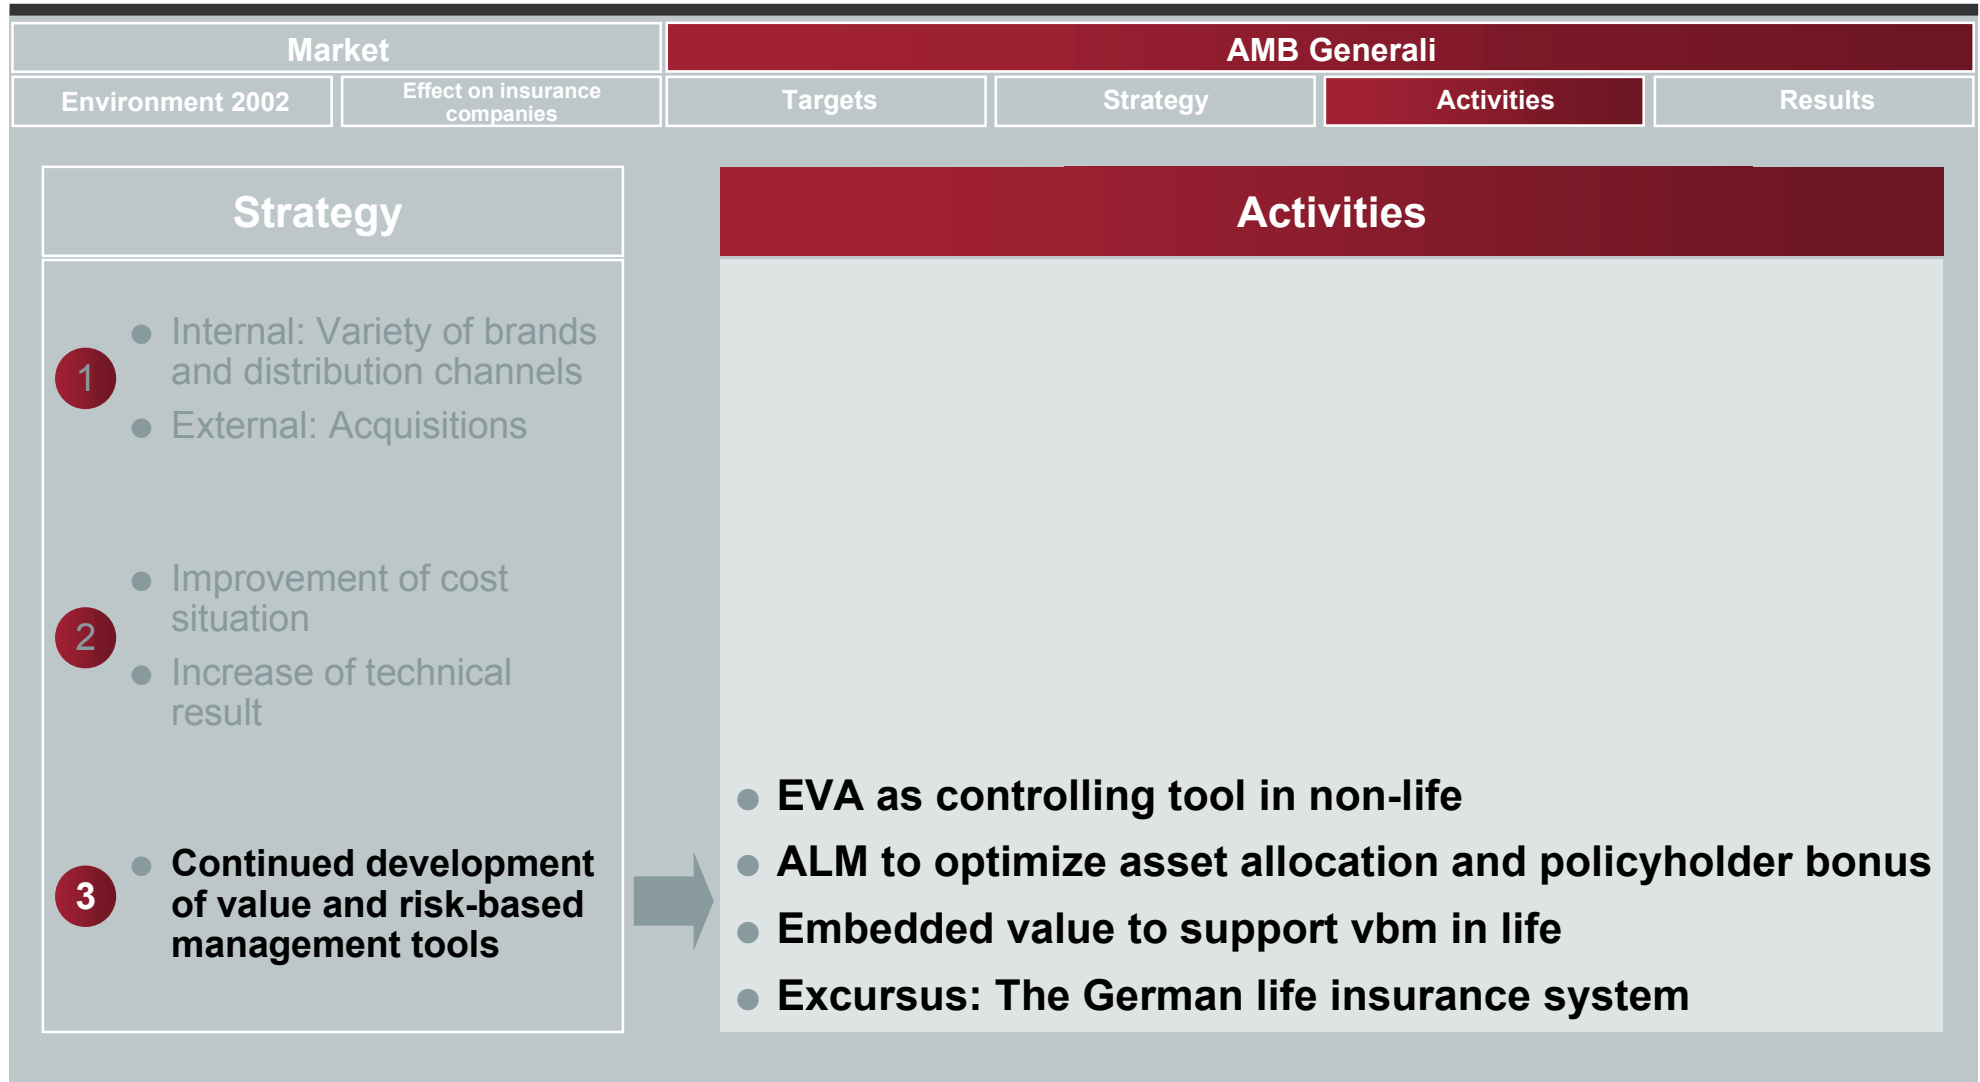 Market
AMB Generali
Environment 2002
Effect on insurance
companies
Targets
Strategy
Activities
Results
Strategy
1
● Internal: Variety of brands
and distribution channels
● External: Acquisitions
2
● Improvement of cost
situation
● Increase of technical
result
3
● Continued development
of value and risk-based
management tools
Activities
● EVA as controlling tool in non-life
● ALM to optimize asset allocation and policyholder bonus
● Embedded value to support vbm in life
● Excursus: The German life insurance system